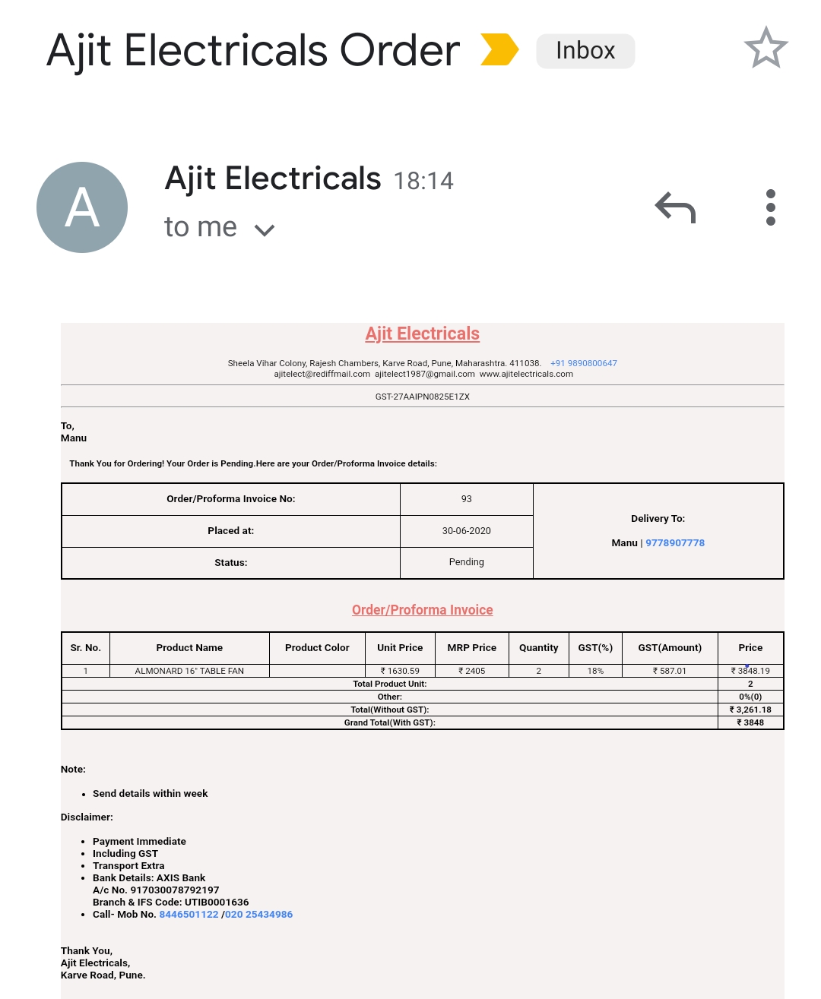 Ajit Electricals Order Inbox
A
Ajit Electricals 18:14
to me
Ajit Electricals
Sheela Vihar Colony, Rajesh Chambers, Karve Road, Pune, Maharashtra. 411038. +91 9890800647
ajitelect@rediffmail.com ajitelect1987@gmail.com www.ajitelectricals.com
GST-27AAIPN0825E1ZX
To,
Manu
Thank You for Ordering! Your Order is Pending.Here are your Order/Proforma Invoice details:
Order/Proforma Invoice No: 93
Placed at: 30-06-2020
Status: Pending
Delivery To:
Manu | 9778907778
Order/Proforma Invoice
Sr. No. Product Name Product Color Unit Price MRP Price Quantity GST(%) GST(Amount) Price
1 ALMONARD 16" TABLE FAN ₹ 1630.59 ₹ 2405 2 18% ₹ 587.01 ₹ 3848.19
Total Product Unit: 2
Other: 0%(0)
Total(Without GST): ₹ 3,261.18
Grand Total(With GST): ₹ 3848
Note:
• Send details within week
Disclaimer:
• Payment Immediate
• Including GST
• Transport Extra
• Bank Details: AXIS Bank
A/c No. 917030078792197
Branch & IFS Code: UTIB0001636
• Call- Mob No. 8446501122 /020 25434986
Thank You,
Ajit Electricals,
Karve Road, Pune.